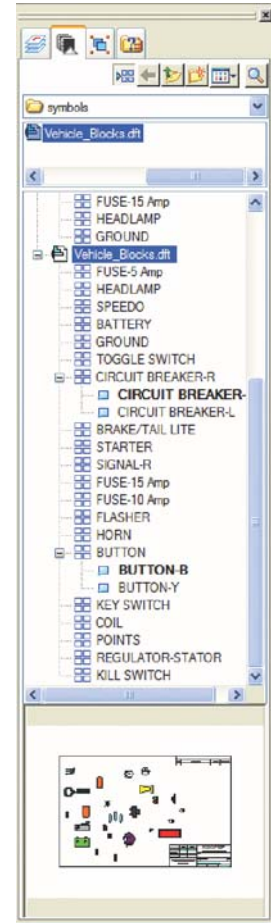 symbols
Vehicle_Blocks.dft
FUSE-15 Amp
HEADLAMP
GROUND
Vehicle_Blocks.dft
FUSE-5 Amp
HEADLAMP
SPEEDO
BATTERY
GROUND
TOGGLE SWITCH
CIRCUIT BREAKER-R
CIRCUIT BREAKER-
CIRCUIT BREAKER-L
BRAKE/TAIL LITE
STARTER
SIGNAL-R
FUSE-15 Amp
FUSE-10 Amp
FLASHER
HORN
BUTTON
BUTTON-B
BUTTON-Y
KEY SWITCH
COIL
POINTS
REGULATOR-STATOR
KILL SWITCH